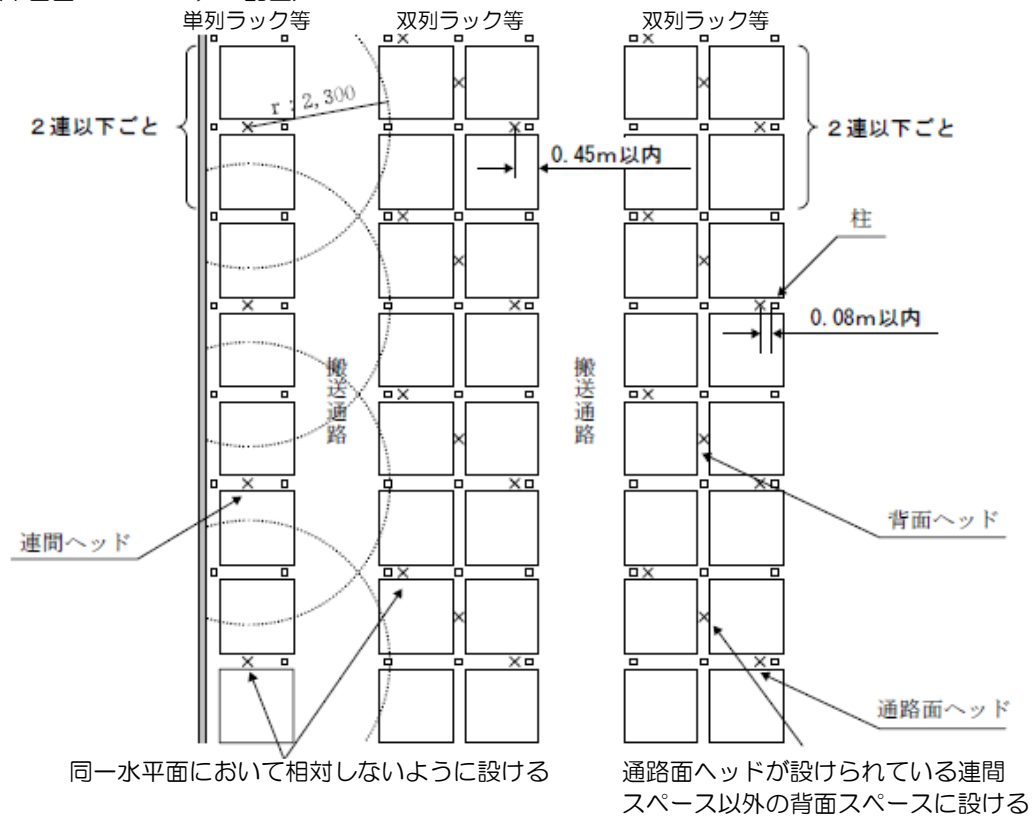 単列ラック等
双列ラック等
双列ラック等
2連以下ごと
r：2,300
0.45m以内
2連以下ごと
柱
0.08m以内
搬送通路
搬送通路
連間ヘッド
背面ヘッド
通路面ヘッド
同一水平面において相対しないように設ける
通路面ヘッドが設けられている連間
スペース以外の背面スペースに設ける